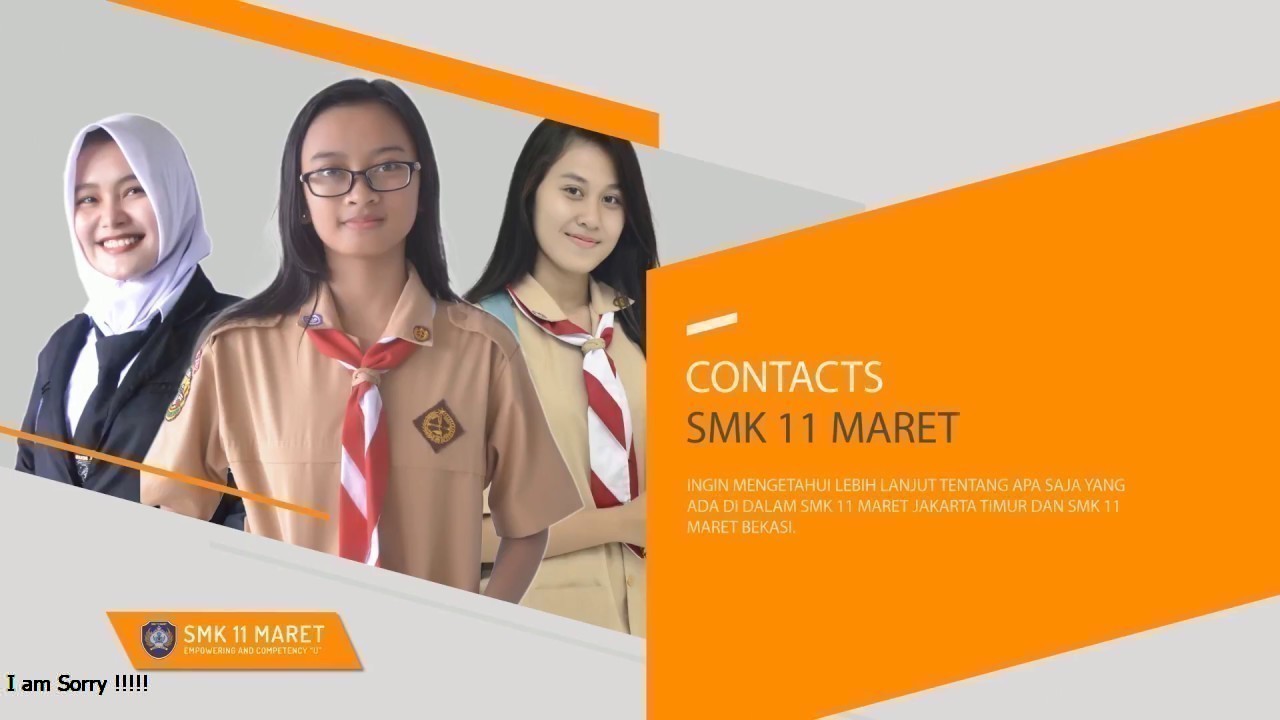 CONTACTS
SMK 11 MARET
INGIN MENGETAHUI LEBIH LANJUT TENTANG APA SAJA YANG
ADA DI DALAM SMK 11 MARET JAKARTA TIMUR DAN SMK 11
MARET BEKASI.
SMK 11 MARET
EMPOWERING AND COMPETENCY "U"
I am Sorry !!!!!